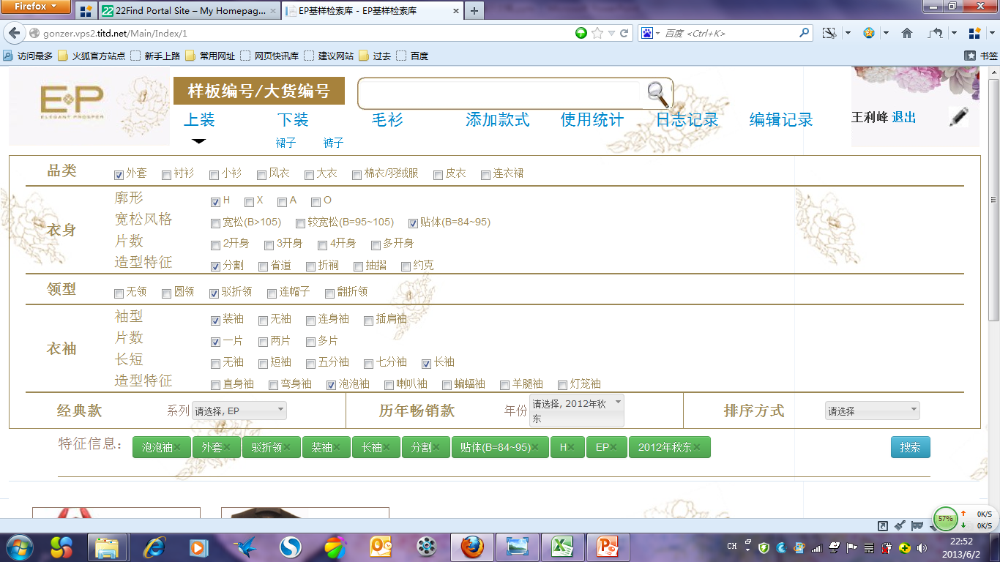 Firefox
22Find Portal Site – My Homepag...
EP基样检索库 - EP基样检索库
gonzer.vps2.titd.net/Main/Index/1
百度 <Ctrl+K>
访问最多 火狐官方站点 新手上路 常用网址 网页快讯库 建议网站 过去 百度 书签
E P
ELEGANT PROSPER
样板编号/大货编号
上装 下装 毛衫 添加款式 使用统计 日志记录 编辑记录
王利峰 退出
裙子 裤子
品类 外套 衬衫 小衫 风衣 大衣 棉衣/羽绒服 皮衣 连衣裙
衣身
廓形 H X A O
宽松风格 宽松(B>105) 较宽松(B=95~105) 贴体(B=84~95)
片数 2开身 3开身 4开身 多开身
造型特征 分割 省道 折裥 抽摺 约克
领型 无领 圆领 驳折领 连帽子 翻折领
衣袖
袖型 装袖 无袖 连身袖 插肩袖
片数 一片 两片 多片
长短 无袖 短袖 五分袖 七分袖 长袖
造型特征 直身袖 弯身袖 泡泡袖 喇叭袖 蝙蝠袖 羊腿袖 灯笼袖
经典款 系列 请选择, EP 历年畅销款 年份 请选择, 2012年秋
东
排序方式 请选择
特征信息： 泡泡袖× 外套× 驳折领× 装袖× 长袖× 分割× 贴体(B=84~95)× H× EP× 2012年秋东× 搜索
57% 0K/S
0K/S
CH 22:52
2013/6/2